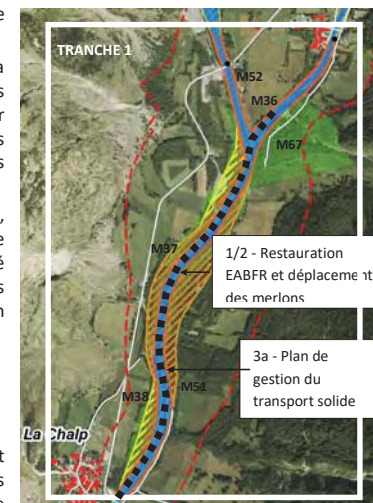 TRANCHE 1
M52
M36
M67
M37
1/2 - Restauration
EABFR et déplacement
des merlons
3a - Plan de
gestion du
transport solide
M38
M51
La Chalp